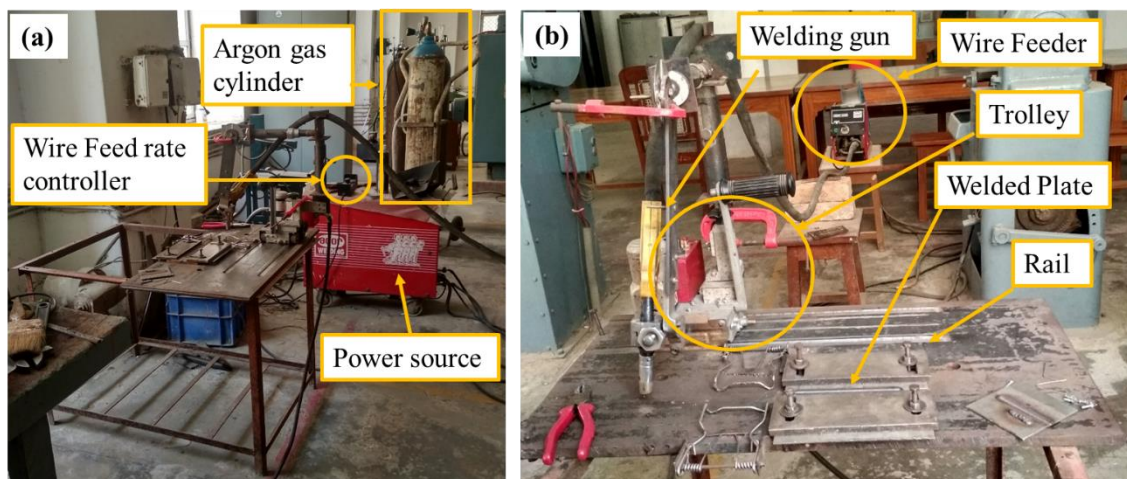 (a)
Argon gas
cylinder
Wire Feed rate
controller
Power source
(b)
Welding gun
Wire Feeder
Trolley
Welded Plate
Rail